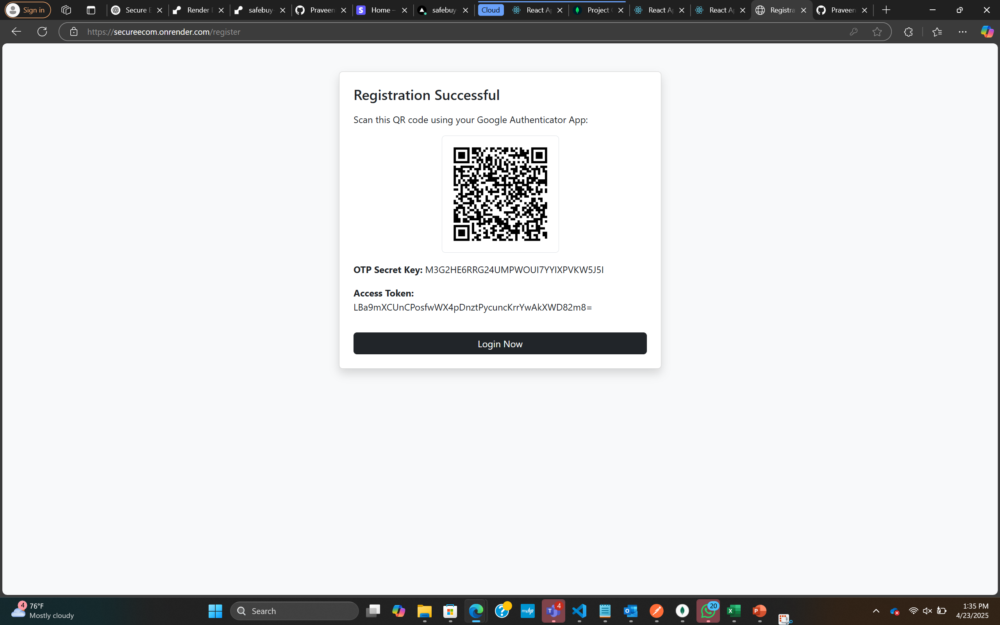 Sign in
Secure E
Render D
safebuy-
Praveen
Home –
safebuy
Cloud
React Ap
Project
React Ap
React Ap
Registra
Praveen
https://secureecom.onrender.com/register
Registration Successful
Scan this QR code using your Google Authenticator App:
OTP Secret Key: M3G2HE6RRG24UMPWOUI7YYIXPVKW5J5I
Access Token:
LBa9mXCUnCPosfwWX4pDnztPycuncKrrYwAkXWD82m8=
Login Now
4
76°F
Mostly cloudy
Search
myhp
4
20
1:35 PM
4/23/2025